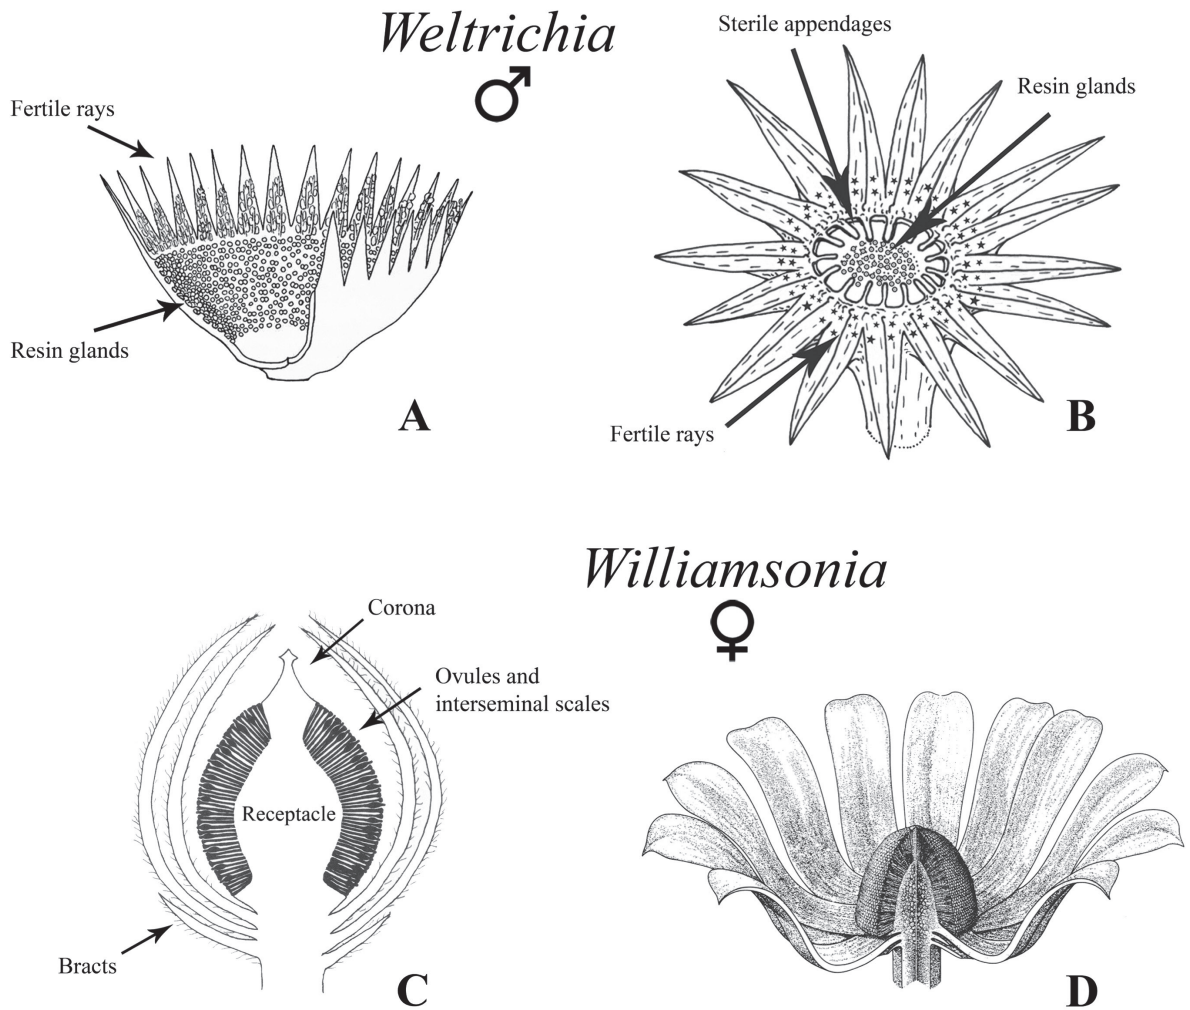 Weltrichia
♂
Sterile appendages
Resin glands
Fertile rays
Resin glands
A
Fertile rays
B
Williamsonia
♀
Corona
Ovules and
interseminal scales
Receptacle
Bracts
C
D